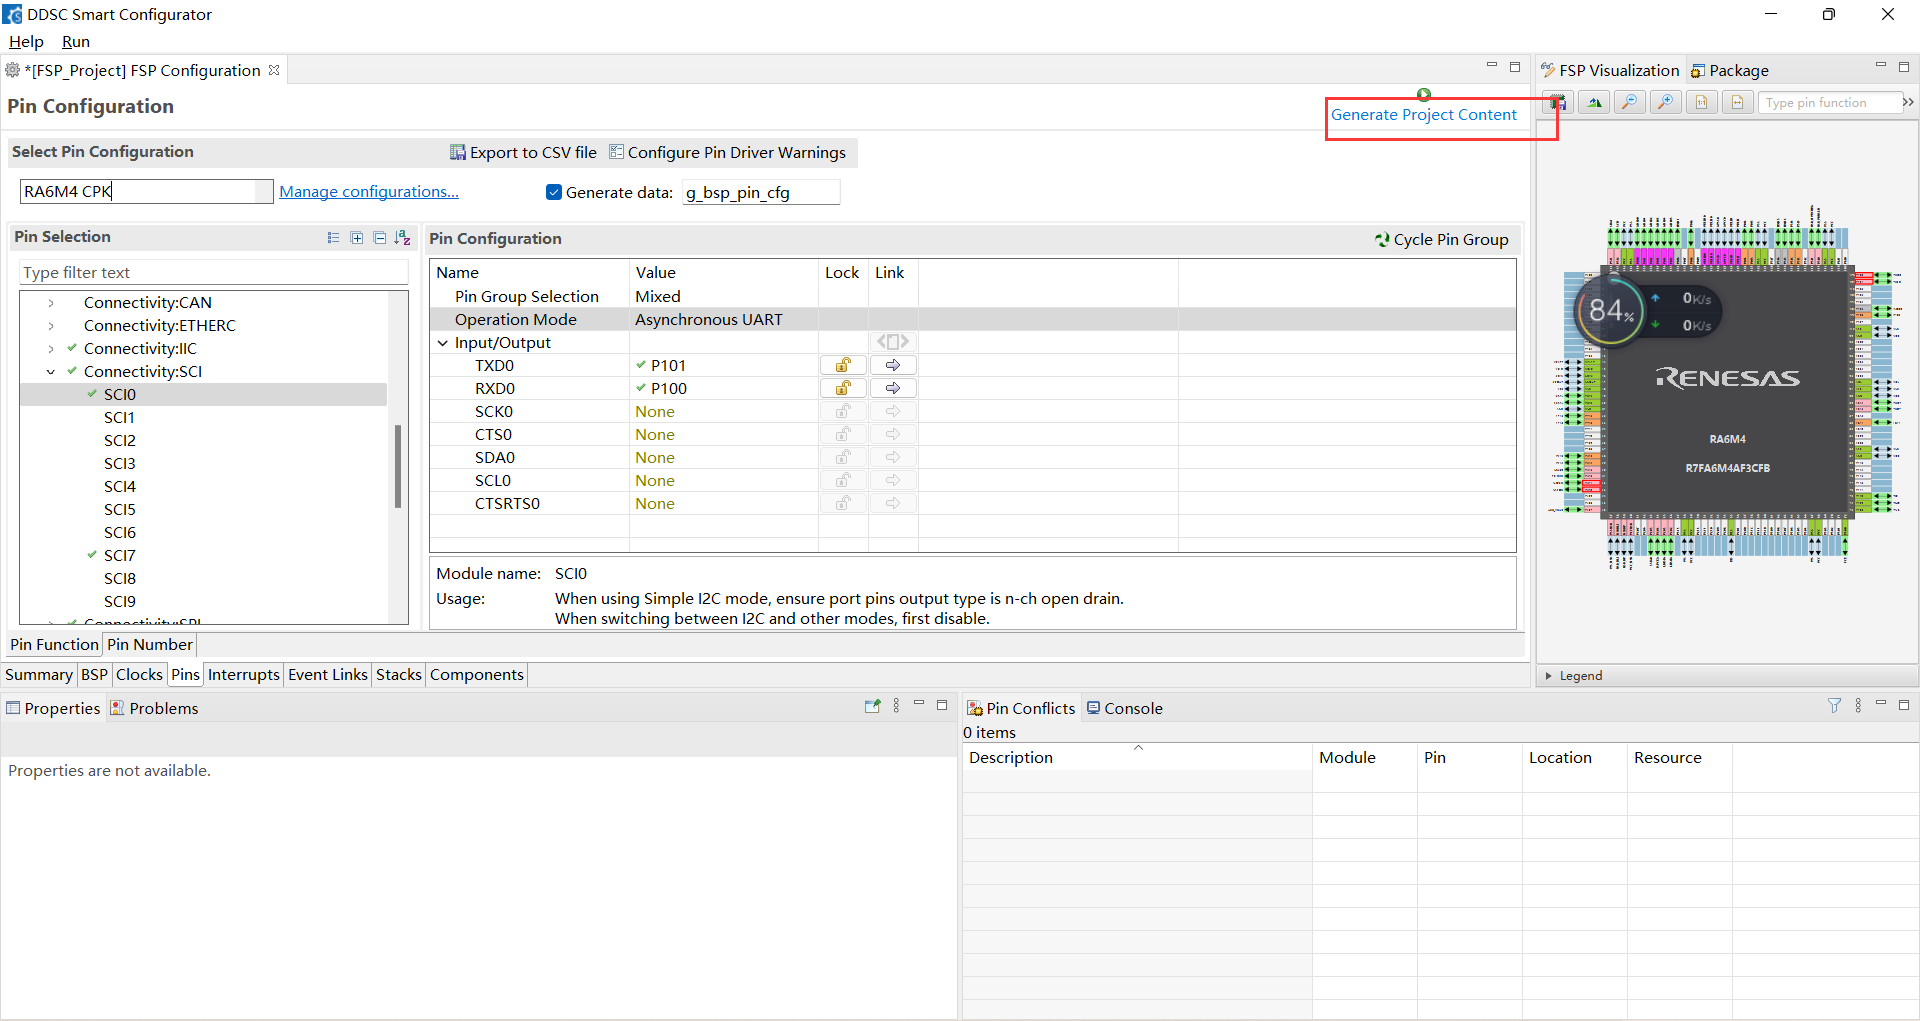 DDSC Smart Configurator
Help Run
*[FSP_Project] FSP Configuration
FSP Visualization Package
Pin Configuration
Generate Project Content
Type pin function
Select Pin Configuration
Export to CSV file Configure Pin Driver Warnings
RA6M4 CPK
Manage configurations...
Generate data: g_bsp_pin_cfg
Pin Selection
Pin Configuration
Cycle Pin Group
Type filter text
Name Value Lock Link
Connectivity:CAN
Connectivity:ETHERC
Connectivity:IIC
Connectivity:SCI
SCI0
SCI1
SCI2
SCI3
SCI4
SCI5
SCI6
SCI7
SCI8
SCI9
Connectivity:SPI
Pin Group Selection Mixed
Operation Mode Asynchronous UART
Input/Output
TXD0 P101
RXD0 P100
SCK0 None
CTS0 None
SDA0 None
SCL0 None
CTSRTS0 None
Module name: SCI0
Usage: When using Simple I2C mode, ensure port pins output type is n-ch open drain.
When switching between I2C and other modes, first disable.
84%
0K/s
0K/s
RENESAS
RA6M4
R7FA6M4AF3CFB
Pin Function Pin Number
Summary BSP Clocks Pins Interrupts Event Links Stacks Components
Legend
Properties Problems
Properties are not available.
Pin Conflicts Console
0 items
Description Module Pin Location Resource